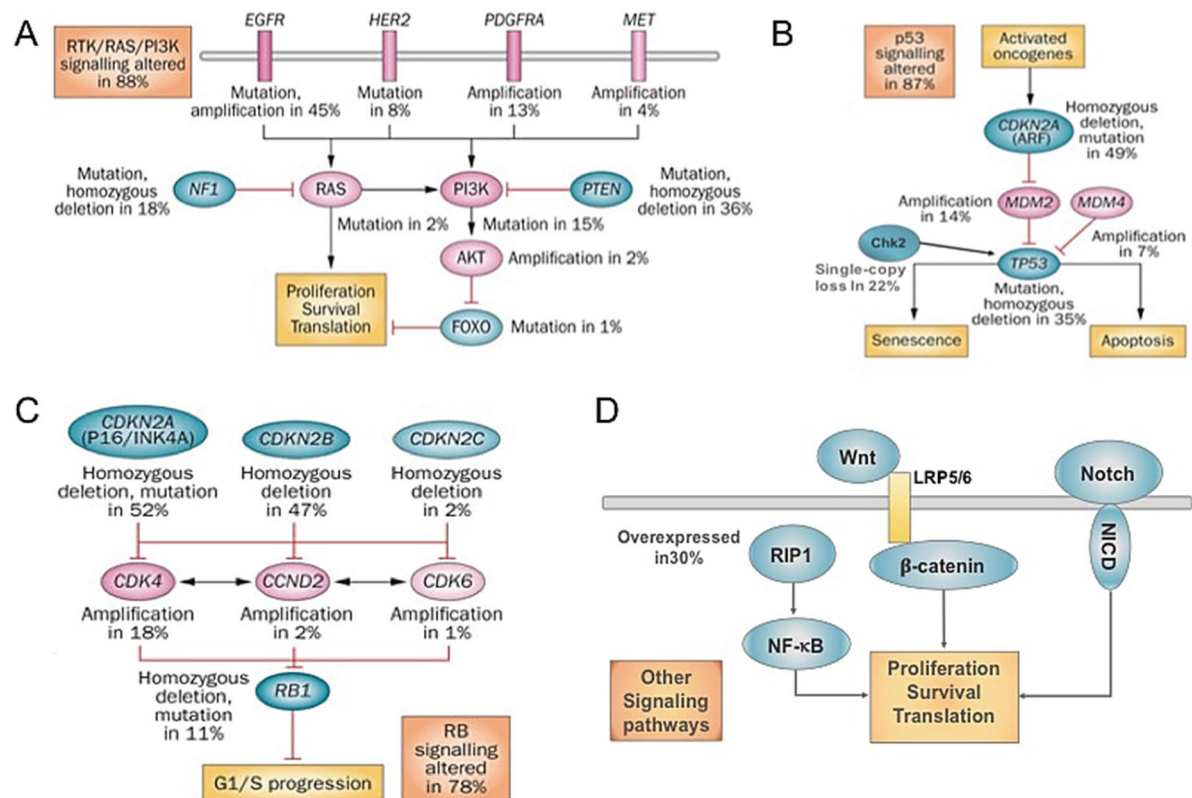 A
RTK/RAS/PI3K
signalling altered
in 88%
EGFR
HER2
PDGFRA
MET
Mutation,
amplification in 45%
Mutation
in 8%
Amplification
in 13%
Amplification
in 4%
Mutation,
homozygous
deletion in 18%
NF1
RAS
PI3K
PTEN
Mutation,
homozygous
deletion in 36%
Mutation in 2%
Mutation in 15%
AKT
Amplification in 2%
Proliferation
Survival
Translation
FOXO
Mutation in 1%
B
p53
signalling
altered
in 87%
Activated
oncogenes
CDKN2A
(ARF)
Homozygous
deletion,
mutation
in 49%
Amplification
in 14%
MDM2
MDM4
Amplification
in 7%
Chk2
Single-copy
loss In 22%
TP53
Mutation,
homozygous
deletion in 35%
Senescence
Apoptosis
C
CDKN2A
(P16/INK4A)
CDKN2B
CDKN2C
Homozygous
deletion, mutation
in 52%
Homozygous
deletion
in 47%
Homozygous
deletion
in 2%
CDK4
CCND2
CDK6
Amplification
in 18%
Amplification
in 2%
Amplification
in 1%
Homozygous
deletion,
mutation
in 11%
RB1
G1/S progression
RB
signalling
altered
in 78%
D
Wnt
LRP5/6
Notch
NICD
Overexpressed
in30%
RIP1
β-catenin
NF-κB
Other
Signaling
pathways
Proliferation
Survival
Translation